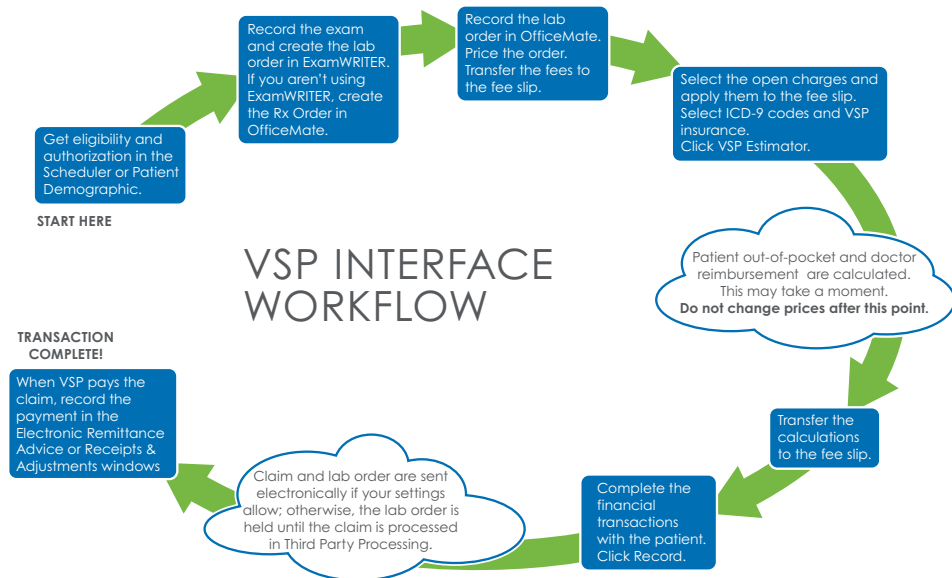 Get eligibility and
authorization in the
Scheduler or Patient
Demographic.
START HERE
Record the exam
and create the lab
order in ExamWRITER.
If you aren't using
ExamWRITER, create
the Rx Order in
OfficeMate.
Record the lab
order in OfficeMate.
Price the order.
Transfer the fees to
the fee slip.
Select the open charges and
apply them to the fee slip.
Select ICD-9 codes and VSP
insurance.
Click VSP Estimator.
VSP INTERFACE
WORKFLOW
Patient out-of-pocket and doctor
reimbursement are calculated.
This may take a moment.
Do not change prices after this point.
Transfer the
calculations
to the fee slip.
Complete the
financial
transactions
with the patient.
Click Record.
Claim and lab order are sent
electronically if your settings
allow; otherwise, the lab order is
held until the claim is processed
in Third Party Processing.
TRANSACTION
COMPLETE!
When VSP pays the
claim, record the
payment in the
Electronic Remittance
Advice or Receipts &
Adjustments windows